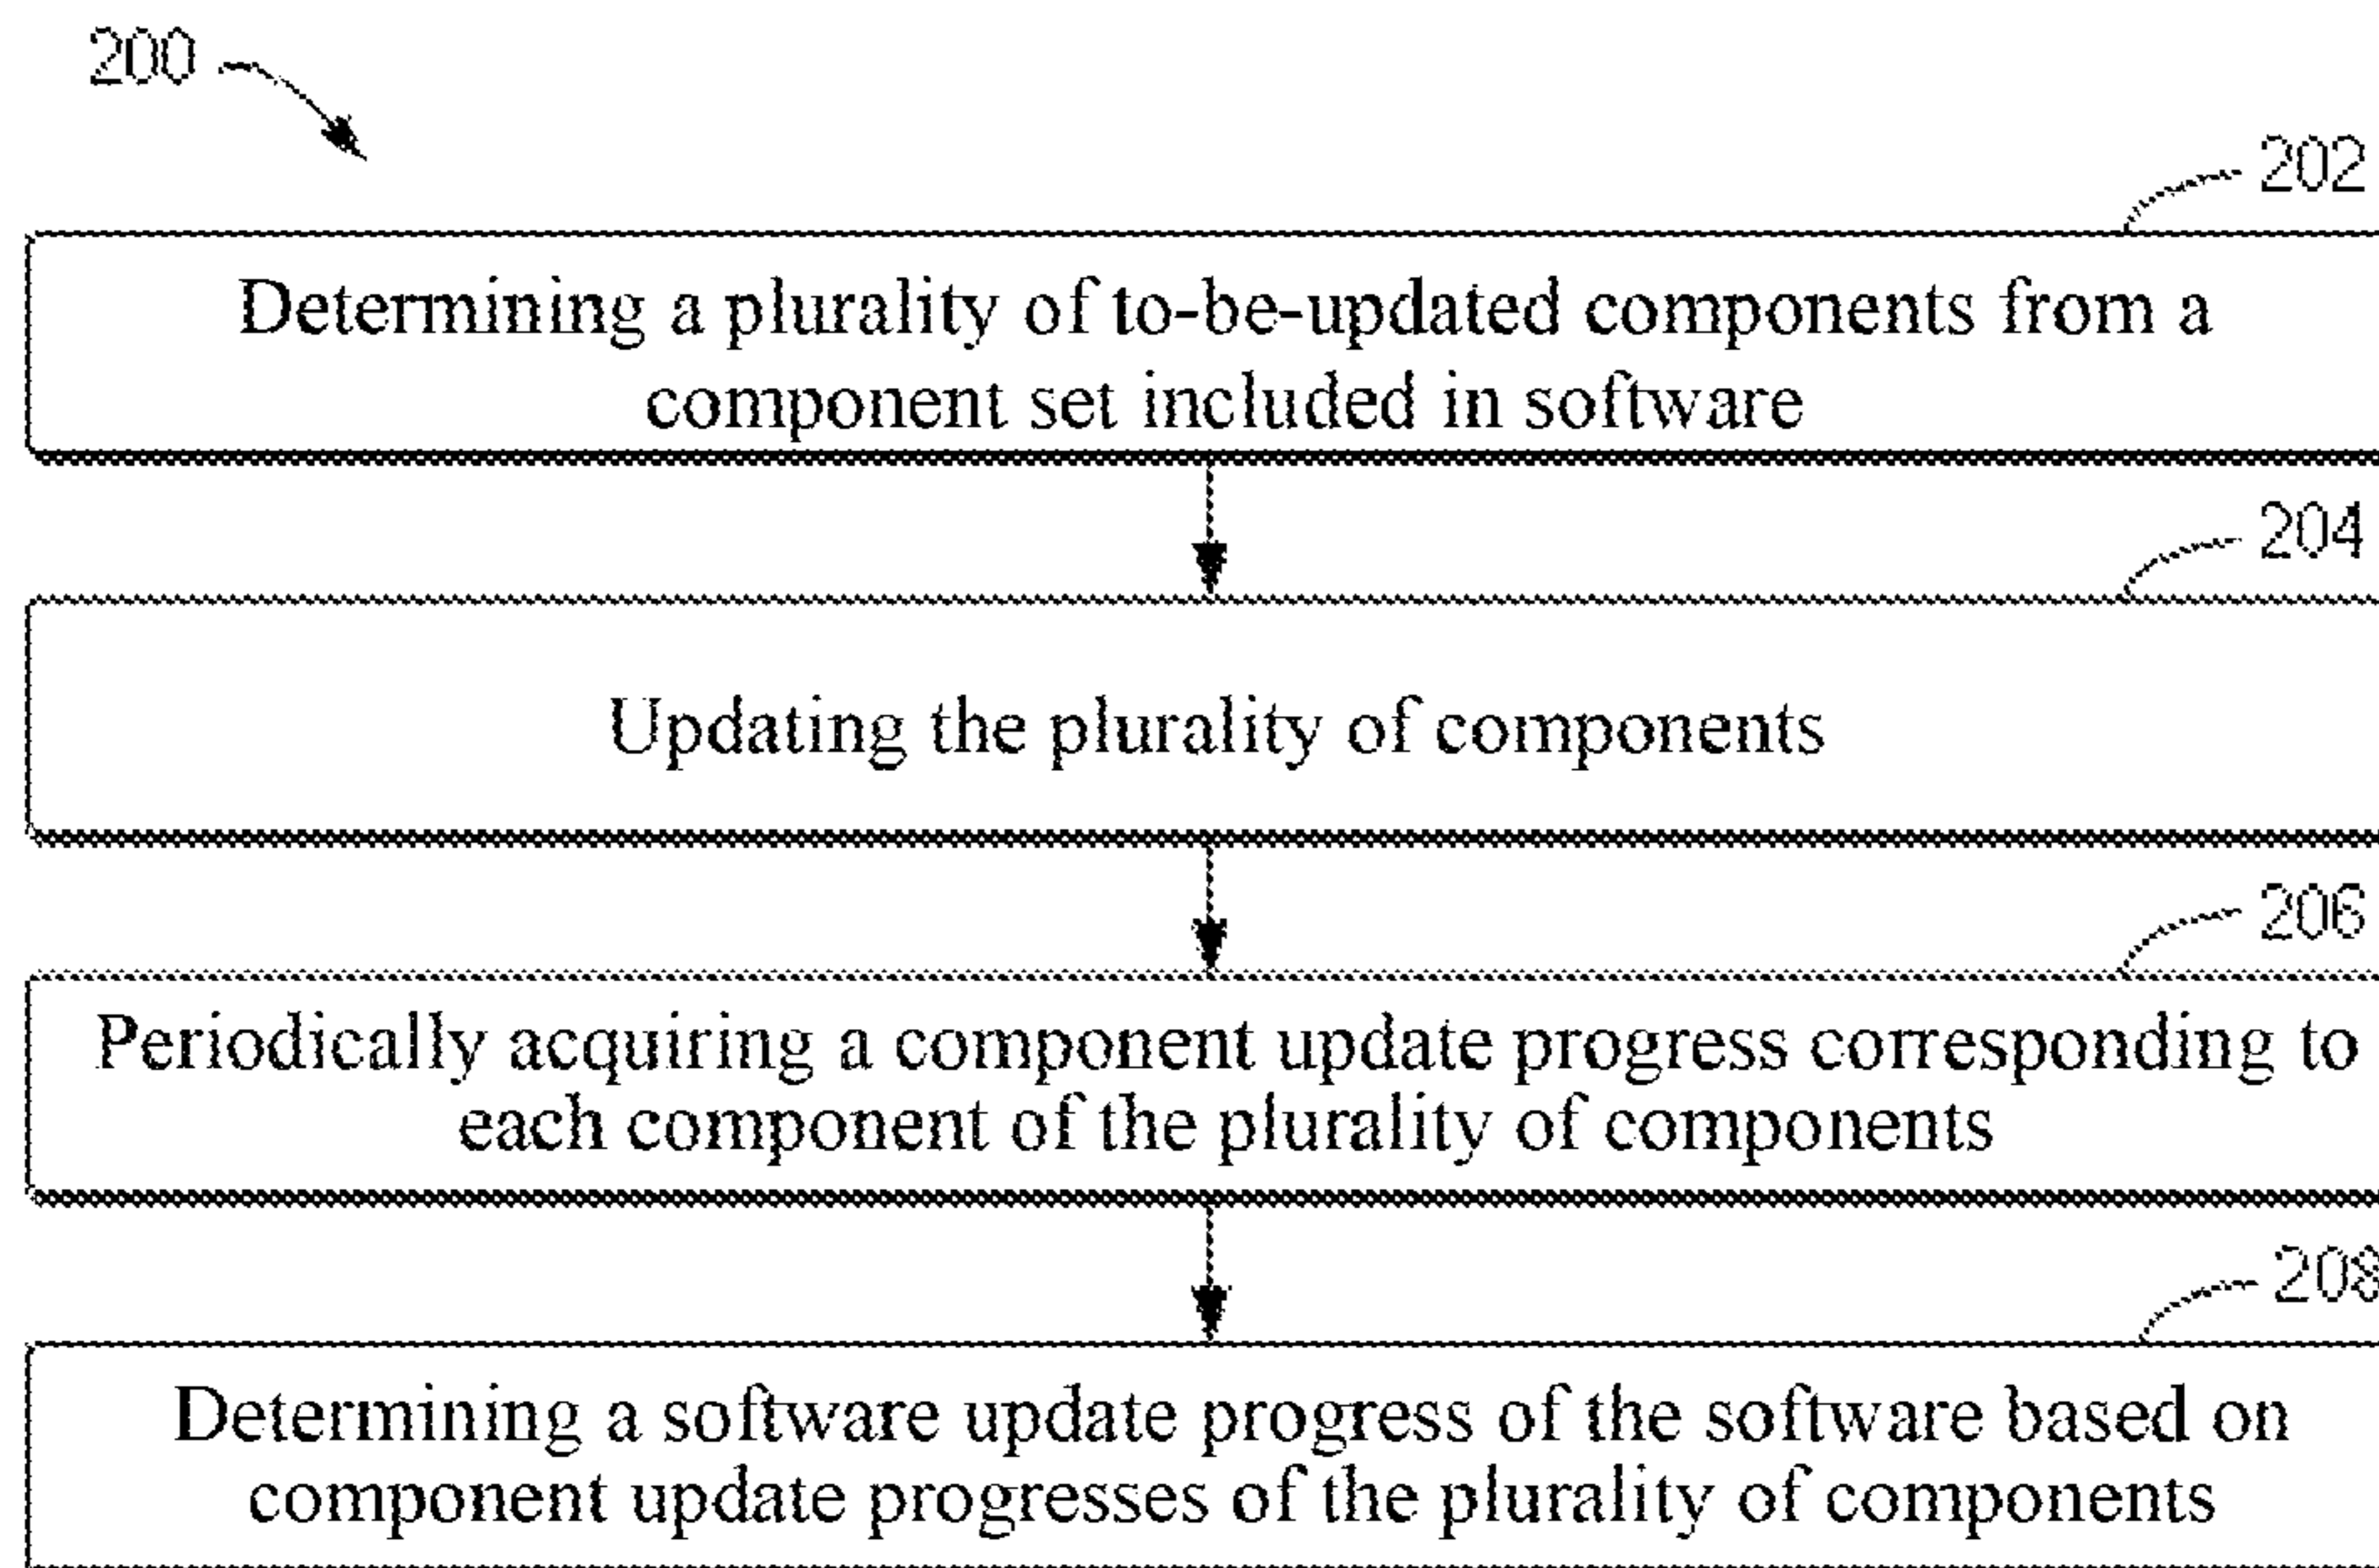 200
202
Determining a plurality of to-be-updated components from a
component set included in software
204
Updating the plurality of components
206
Periodically acquiring a component update progress corresponding to
each component of the plurality of components
208
Determining a software update progress of the software based on
component update progresses of the plurality of components